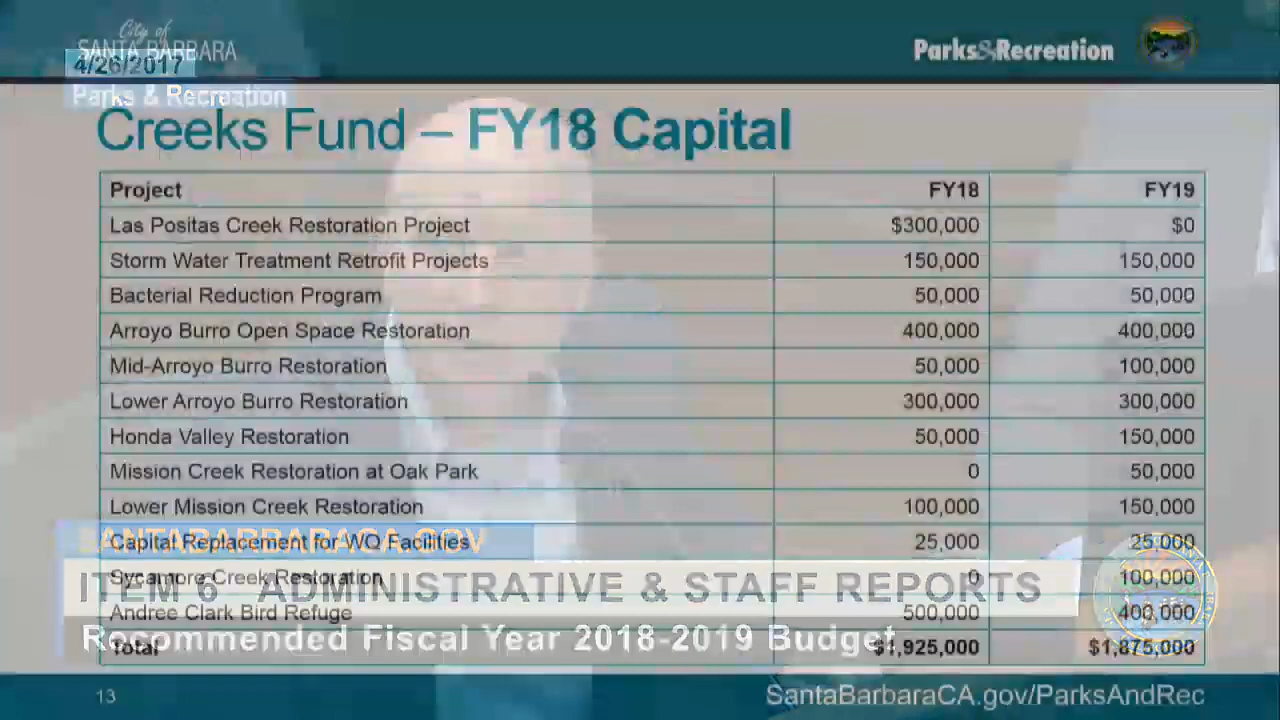 City of
SANTA BARBARA
4/26/2017
Parks & Recreation
Parks&Recreation
Creeks Fund – FY18 Capital
Project FY18 FY19
Las Positas Creek Restoration Project $300,000 $0
Storm Water Treatment Retrofit Projects 150,000 150,000
Bacterial Reduction Program 50,000 50,000
Arroyo Burro Open Space Restoration 400,000 400,000
Mid-Arroyo Burro Restoration 50,000 100,000
Lower Arroyo Burro Restoration 300,000 300,000
Honda Valley Restoration 50,000 150,000
Mission Creek Restoration at Oak Park 0 50,000
Lower Mission Creek Restoration 100,000 150,000
SANTABARBARACA.GOV
Capital Replacement for WQ Facilities 25,000 25,000
Sycamore Creek Restoration 0 100,000
ITEM 6 ADMINISTRATIVE & STAFF REPORTS
Andree Clark Bird Refuge 500,000 400,000
Recommended Fiscal Year 2018-2019 Budget
Total $1,925,000 $1,875,000
13
SantaBarbaraCA.gov/ParksAndRec